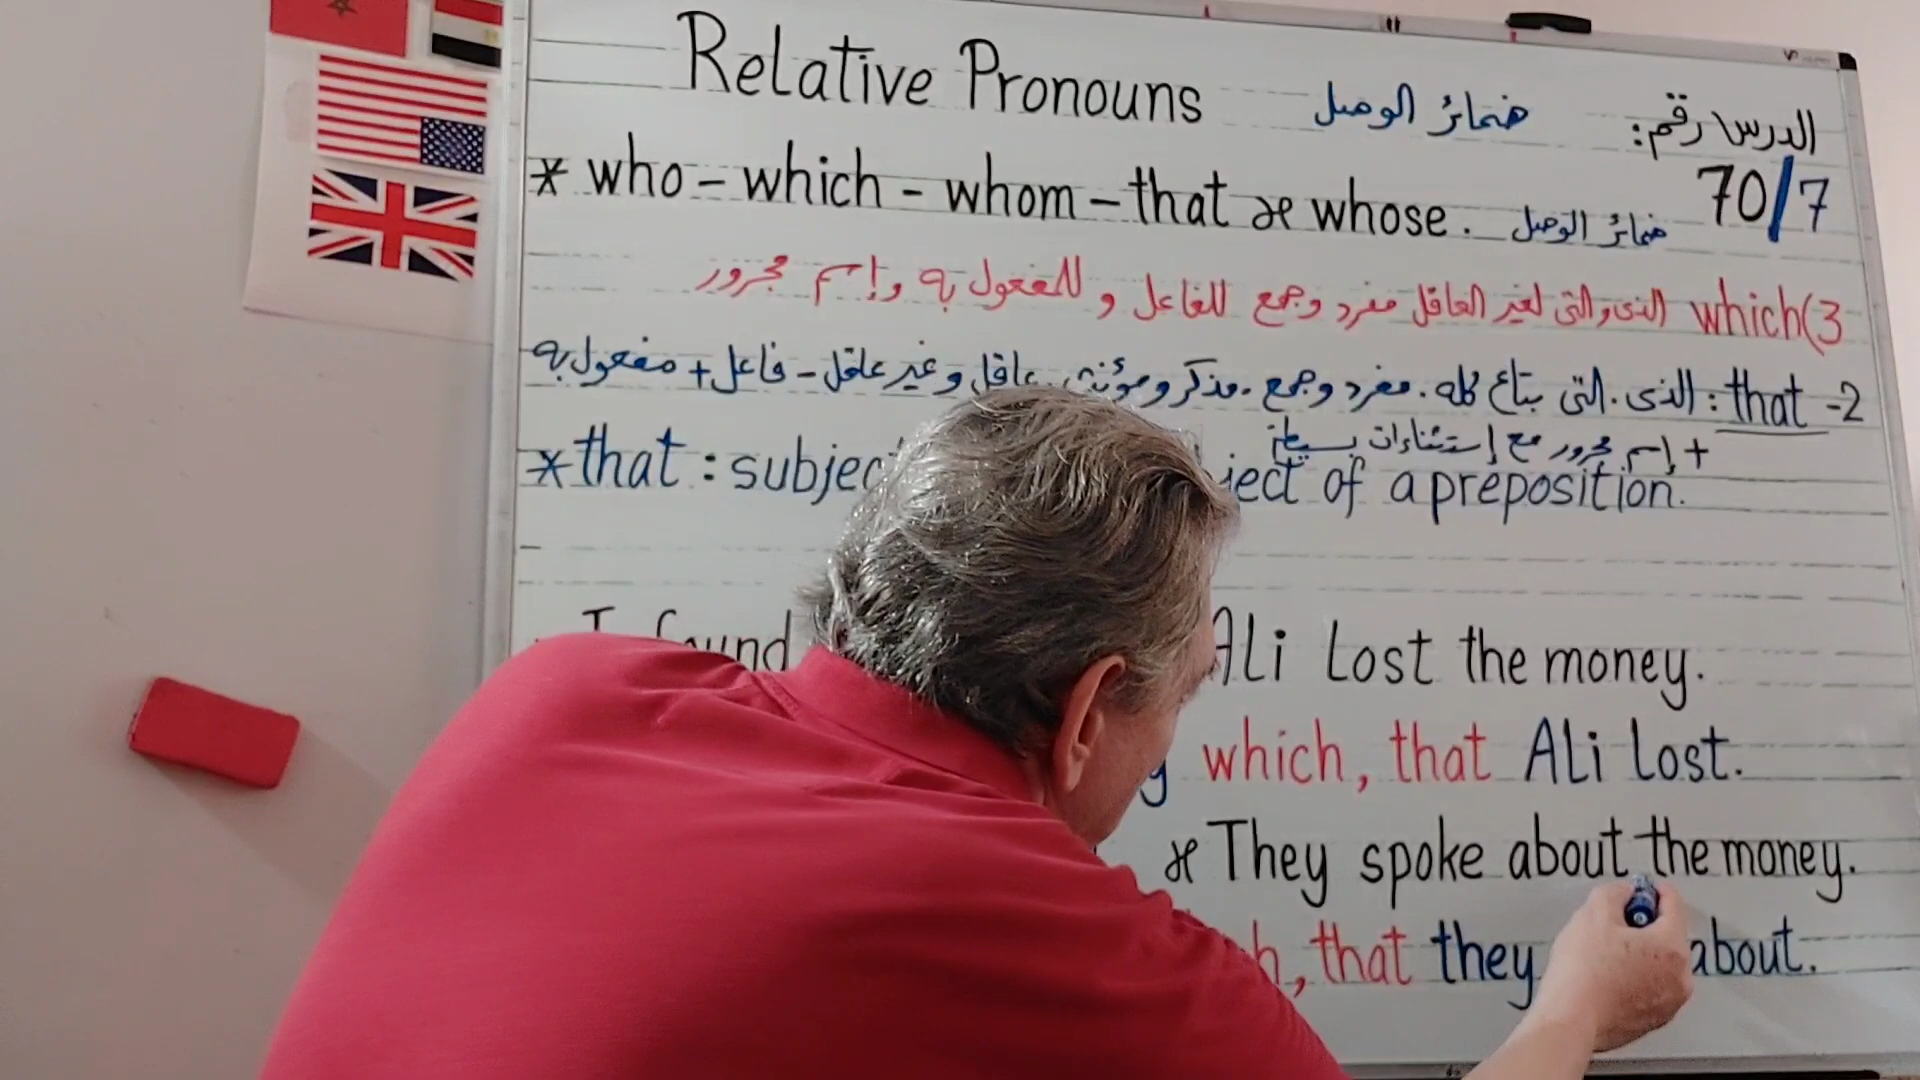 Relative Pronouns ضمائر الوصل الدرس رقم:
* who - which - whom - that & whose. ضمائر الوصل 70/7
which(3 الذى والتى لغير العاقل مفرد وجمع للفاعل و للمفعول به وإسم مجرور
that -2 : الذى. التى بتاع كله. مفرد وجمع. مذكر ومؤنث. عاقل وغير عاقل - فاعل + مفعول به
+ إسم مجرور مع إستثناءات بسيطة
* that : subjec ject of a preposition.
I found Ali Lost the money.
which, that Ali Lost.
& They spoke about the money.
h, that they about.